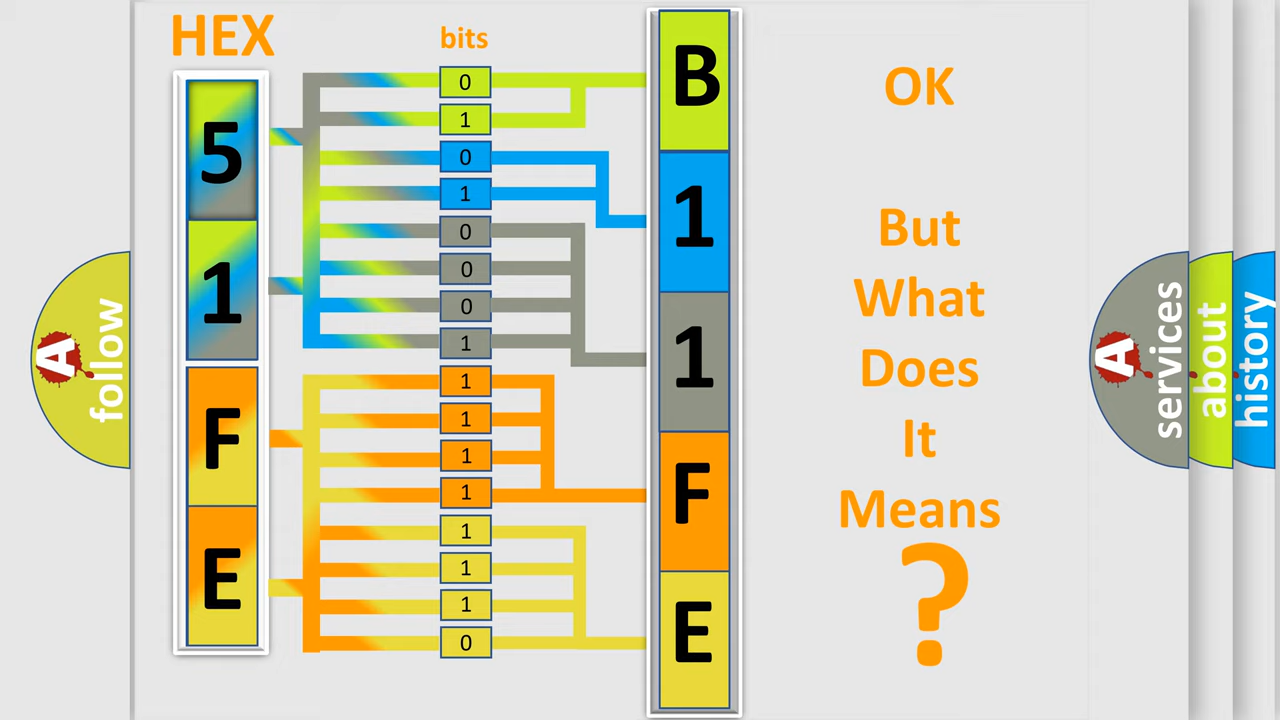 HEX
bits
5
1
F
E
0
1
0
1
0
0
0
1
1
1
1
1
1
1
1
0
B
1
1
F
E
OK
But
What
Does
It
Means
?
A
follow
A
services
about
history